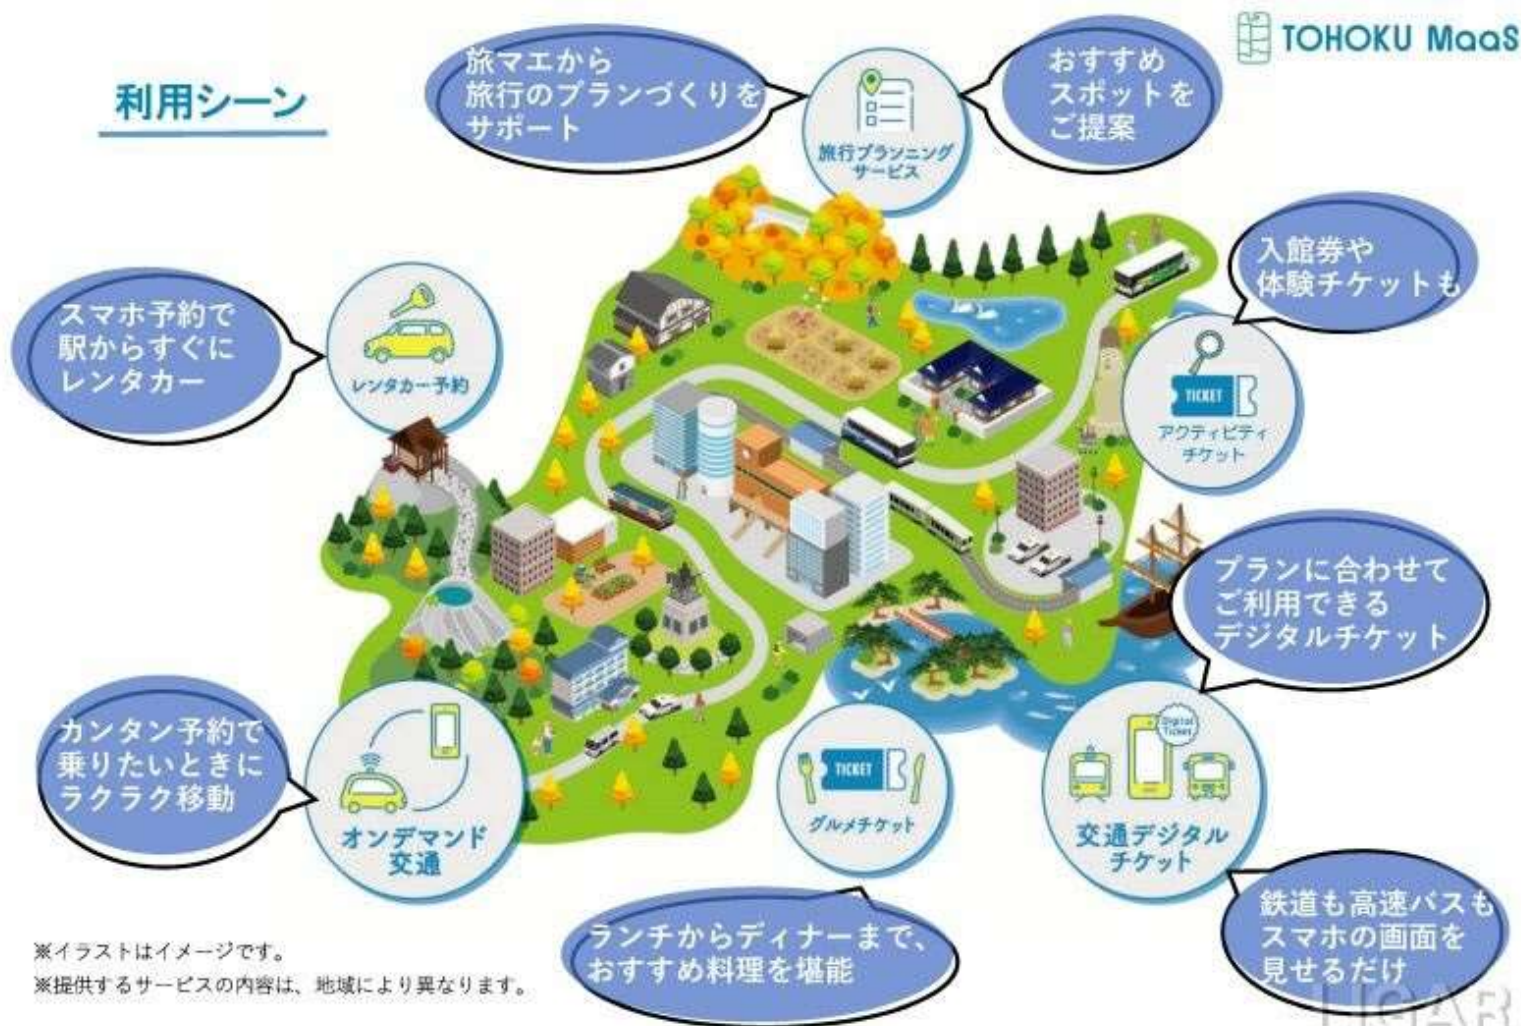 TOHOKU MaaS
利用シーン
旅マエから
旅行のプランづくりを
サポート
旅行プランニング
サービス
おすすめ
スポットを
ご提案
スマホ予約で
駅からすぐに
レンタカー
レンタカー予約
入館券や
体験チケットも
TICKET
アクティビティ
チケット
プランに合わせて
ご利用できる
デジタルチケット
カンタン予約で
乗りたいときに
ラクラク移動
オンデマンド
交通
TICKET
グルメチケット
Digital
Ticket
交通デジタル
チケット
ランチからディナーまで、
おすすめ料理を堪能
鉄道も高速バスも
スマホの画面を
見せるだけ
※イラストはイメージです。
※提供するサービスの内容は、地域により異なります。
LIGAR